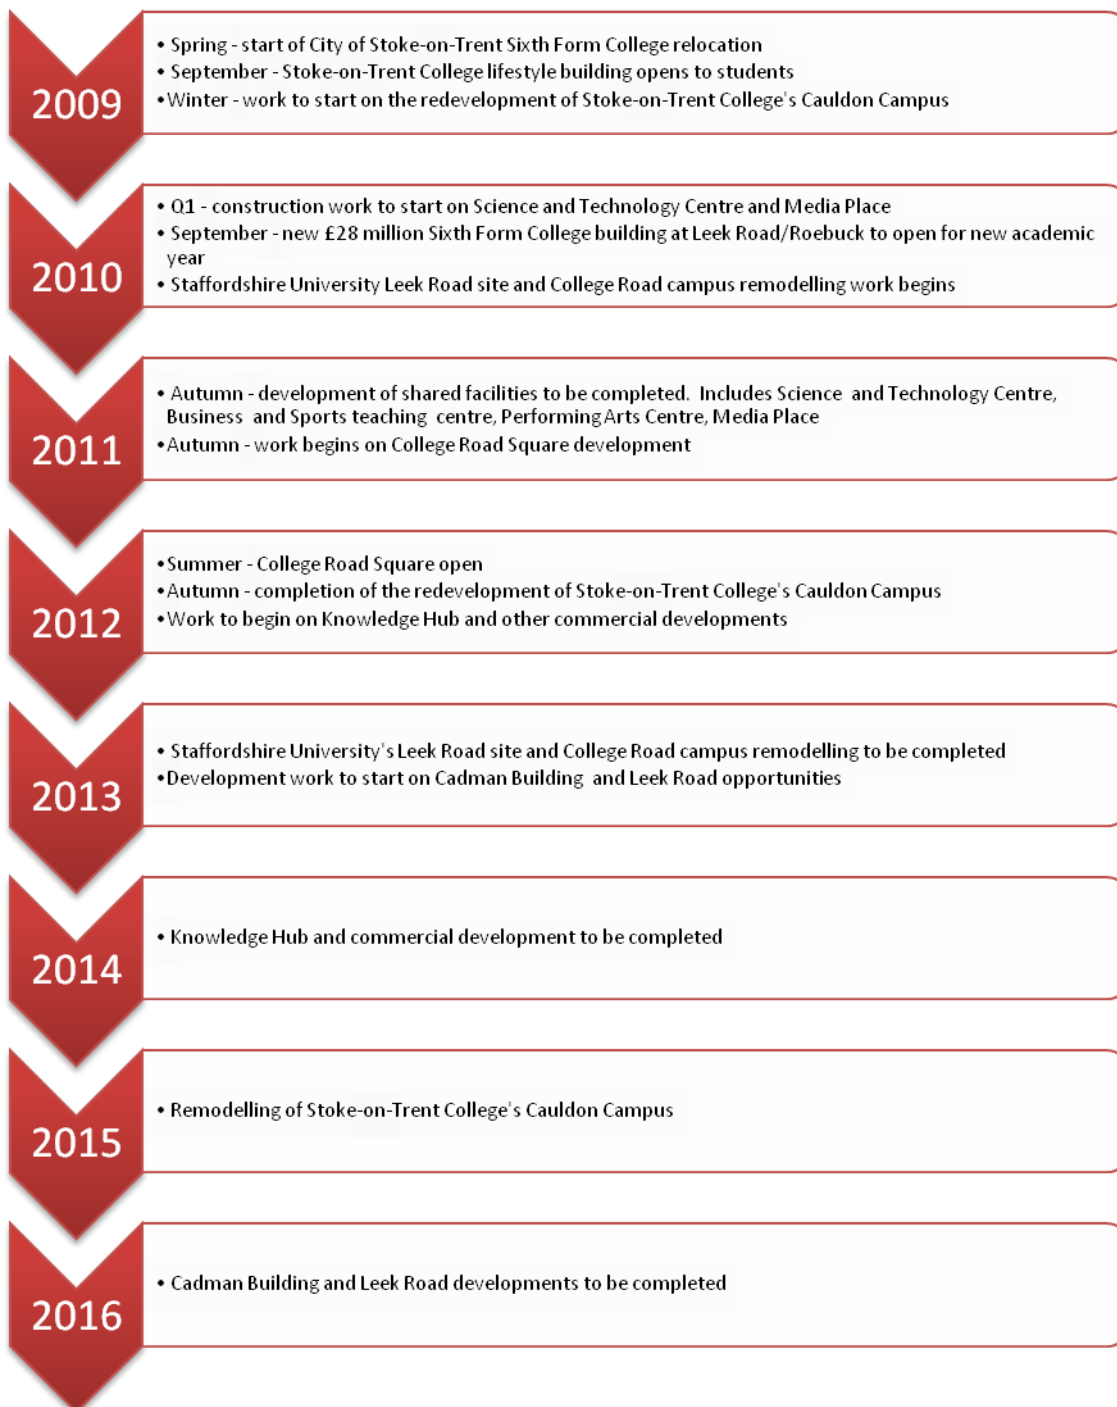 2009
• Spring - start of City of Stoke-on-Trent Sixth Form College relocation
• September - Stoke-on-Trent College lifestyle building opens to students
• Winter - work to start on the redevelopment of Stoke-on-Trent College's Cauldon Campus
2010
• Q1 - construction work to start on Science and Technology Centre and Media Place
• September - new £28 million Sixth Form College building at Leek Road/Roebuck to open for new academic
year
• Staffordshire University Leek Road site and College Road campus remodelling work begins
2011
• Autumn - development of shared facilities to be completed. Includes Science and Technology Centre,
Business and Sports teaching centre, Performing Arts Centre, Media Place
• Autumn - work begins on College Road Square development
2012
• Summer - College Road Square open
• Autumn - completion of the redevelopment of Stoke-on-Trent College's Cauldon Campus
• Work to begin on Knowledge Hub and other commercial developments
2013
• Staffordshire University's Leek Road site and College Road campus remodelling to be completed
• Development work to start on Cadman Building and Leek Road opportunities
2014
• Knowledge Hub and commercial development to be completed
2015
• Remodelling of Stoke-on-Trent College's Cauldon Campus
2016
• Cadman Building and Leek Road developments to be completed